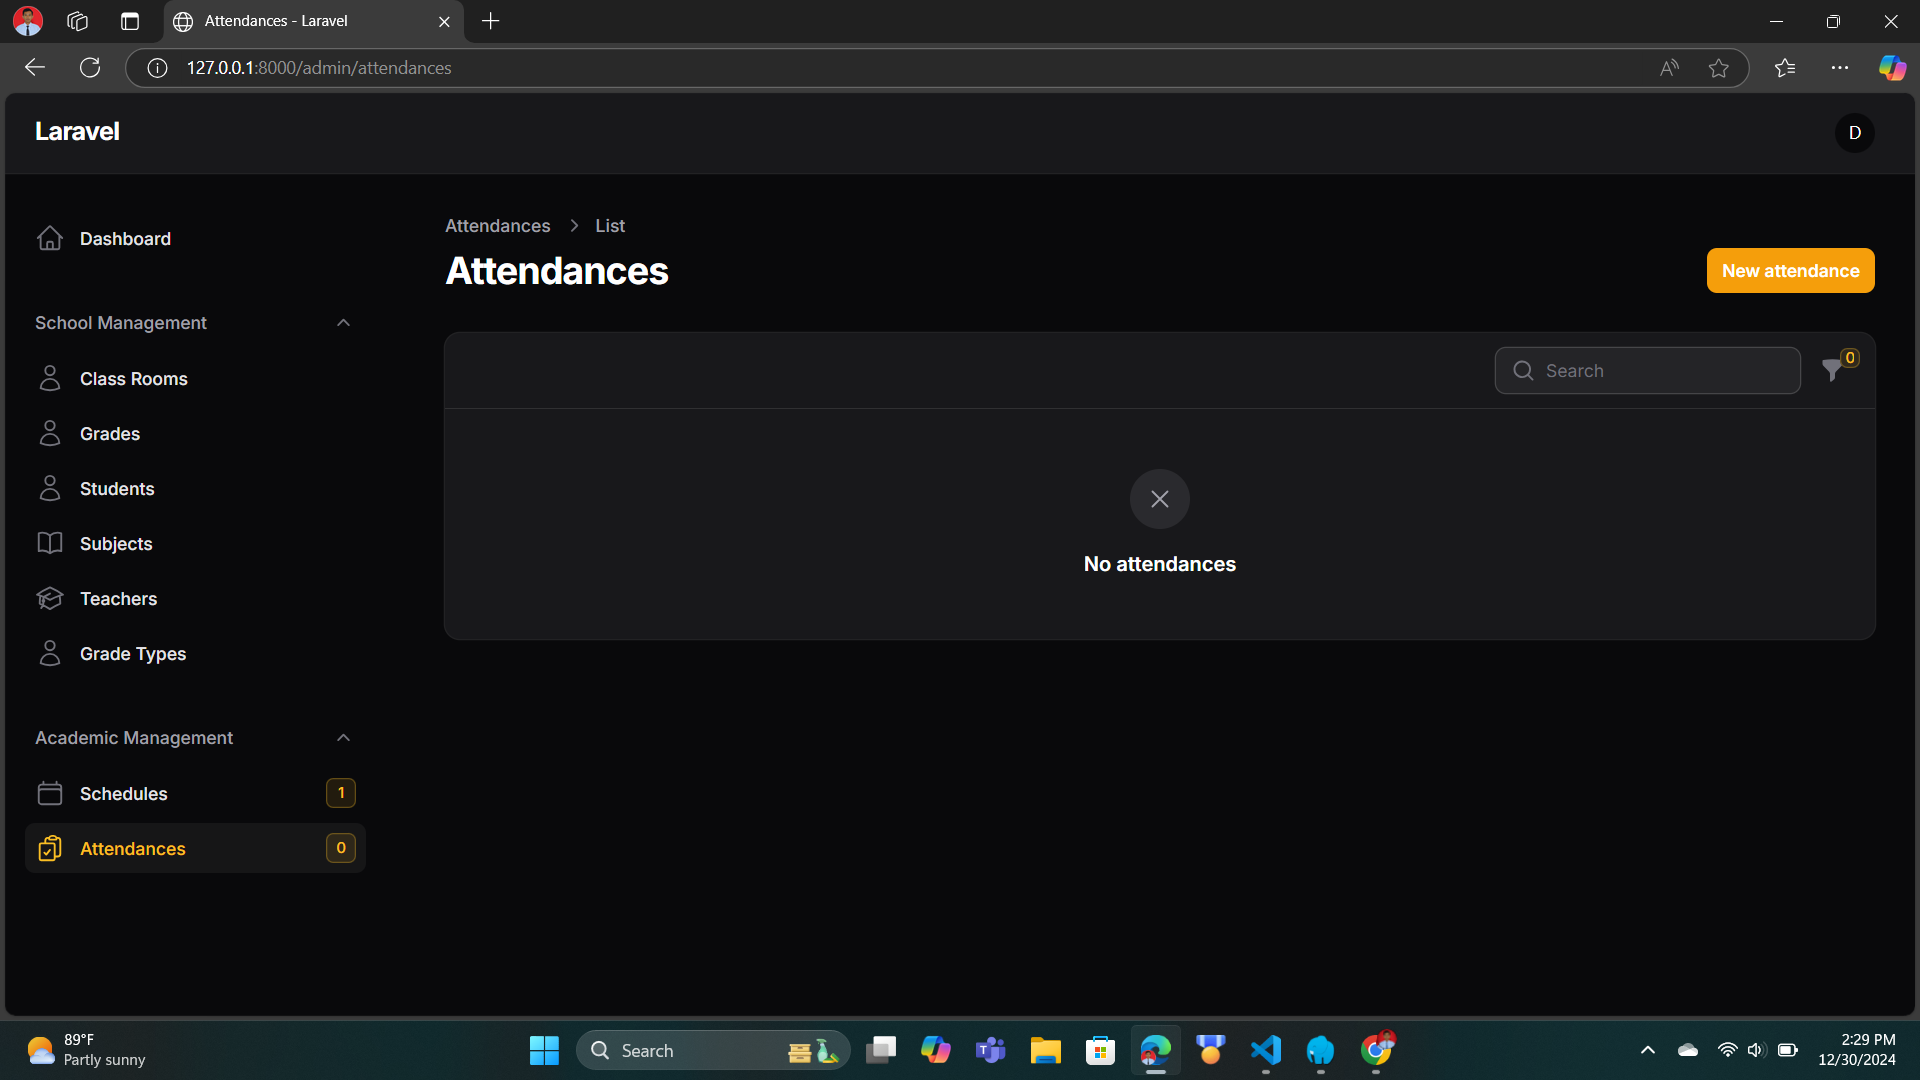 Attendances - Laravel
127.0.0.1:8000/admin/attendances
Laravel
D
Dashboard
School Management
Class Rooms
Grades
Students
Subjects
Teachers
Grade Types
Academic Management
Schedules 1
Attendances 0
Attendances > List
Attendances
New attendance
Search
0
No attendances
89°F
Partly sunny
Search
2:29 PM
12/30/2024